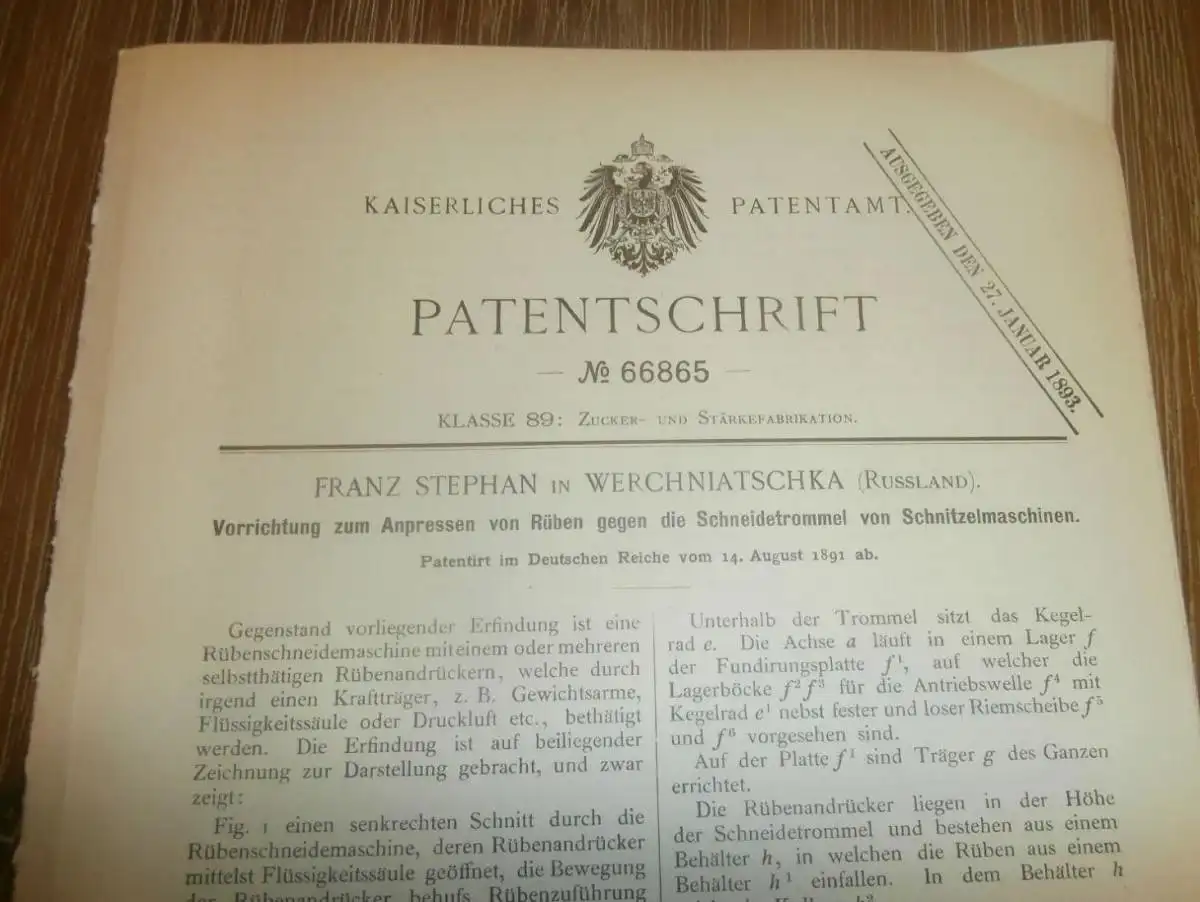 KAISERLICHES PATENTAMT.
AUSGEGEBEN DEN 27. JANUAR 1893.
PATENTSCHRIFT
— № 66865 —
KLASSE 89: ZUCKER- UND STÄRKEFABRIKATION.
FRANZ STEPHAN IN WERCHNIATSCHKA (RUSSLAND).
Vorrichtung zum Anpressen von Rüben gegen die Schneidetrommel von Schnitzelmaschinen.
Patentirt im Deutschen Reiche vom 14. August 1891 ab.
Gegenstand vorliegender Erfindung ist eine
Rübenschneidemaschine mit einem oder mehreren
selbstthätigen Rübenandrückern, welche durch
irgend einen Kraftträger, z. B. Gewichtsarme,
Flüssigkeitssäule oder Druckluft etc., bethätigt
werden. Die Erfindung ist auf beiliegender
Zeichnung zur Darstellung gebracht, und zwar
zeigt:
Fig. 1 einen senkrechten Schnitt durch die
Rübenschneidemaschine, deren Rübenandrücker
mittelst Flüssigkeitssäule geöffnet, die Bewegung
der Rübenandrücker behufs Rübenzuführung
Unterhalb der Trommel sitzt das Kegel-
rad e. Die Achse a läuft in einem Lager f
der Fundirungsplatte f¹, auf welcher die
Lagerböcke f² f³ für die Antriebswelle f⁴ mit
Kegelrad e¹ nebst fester und loser Riemscheibe f⁵
und f⁶ vorgesehen sind.
Auf der Platte f¹ sind Träger g des Ganzen
errichtet.
Die Rübenandrücker liegen in der Höhe
der Schneidetrommel und bestehen aus einem
Behälter h, in welchen die Rüben aus einem
Behälter h¹ einfallen. In dem Behälter h